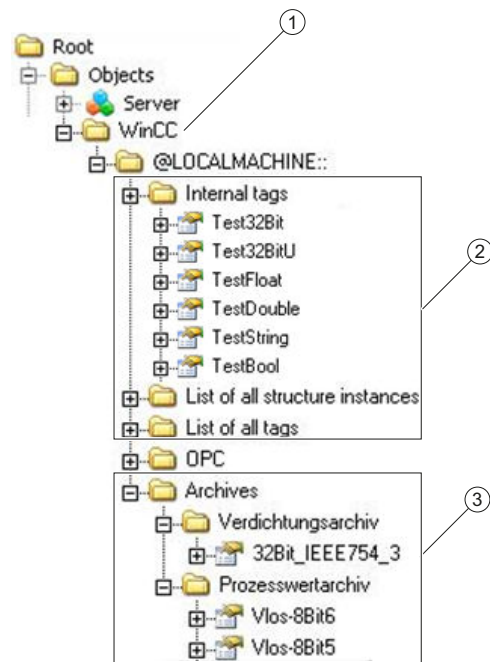 1
Root
Objects
Server
WinCC
@LOCALMACHINE::
Internal tags
Test32Bit
Test32BitU
2
TestFloat
TestDouble
TestString
TestBool
List of all structure instances
List of all tags
OPC
Archives
3
Verdichtungsarchiv
32Bit_IEEE754_3
Prozesswertarchiv
Vlos-8Bit6
Vlos-8Bit5